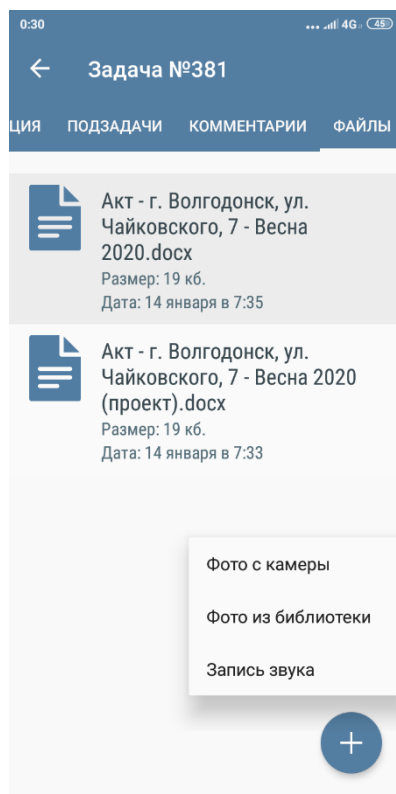 0:30
4G 45
Задача №381
ЦИЯ ПОДЗАДАЧИ КОММЕНТАРИИ ФАЙЛЫ
Акт - г. Волгодонск, ул.
Чайковского, 7 - Весна
2020.docx
Размер: 19 кб.
Дата: 14 января в 7:35
Акт - г. Волгодонск, ул.
Чайковского, 7 - Весна 2020
(проект).docx
Размер: 19 кб.
Дата: 14 января в 7:33
Фото с камеры
Фото из библиотеки
Запись звука